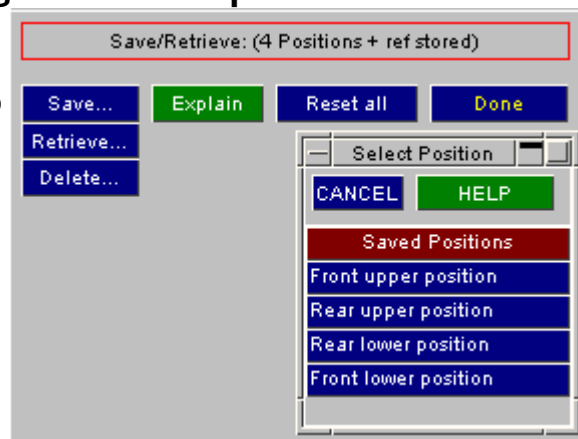 Save/Retrieve: (4 Positions + ref stored)
Save... Explain Reset all Done
Retrieve...
Delete...
Select Position
CANCEL HELP
Saved Positions
Front upper position
Rear upper position
Rear lower position
Front lower position